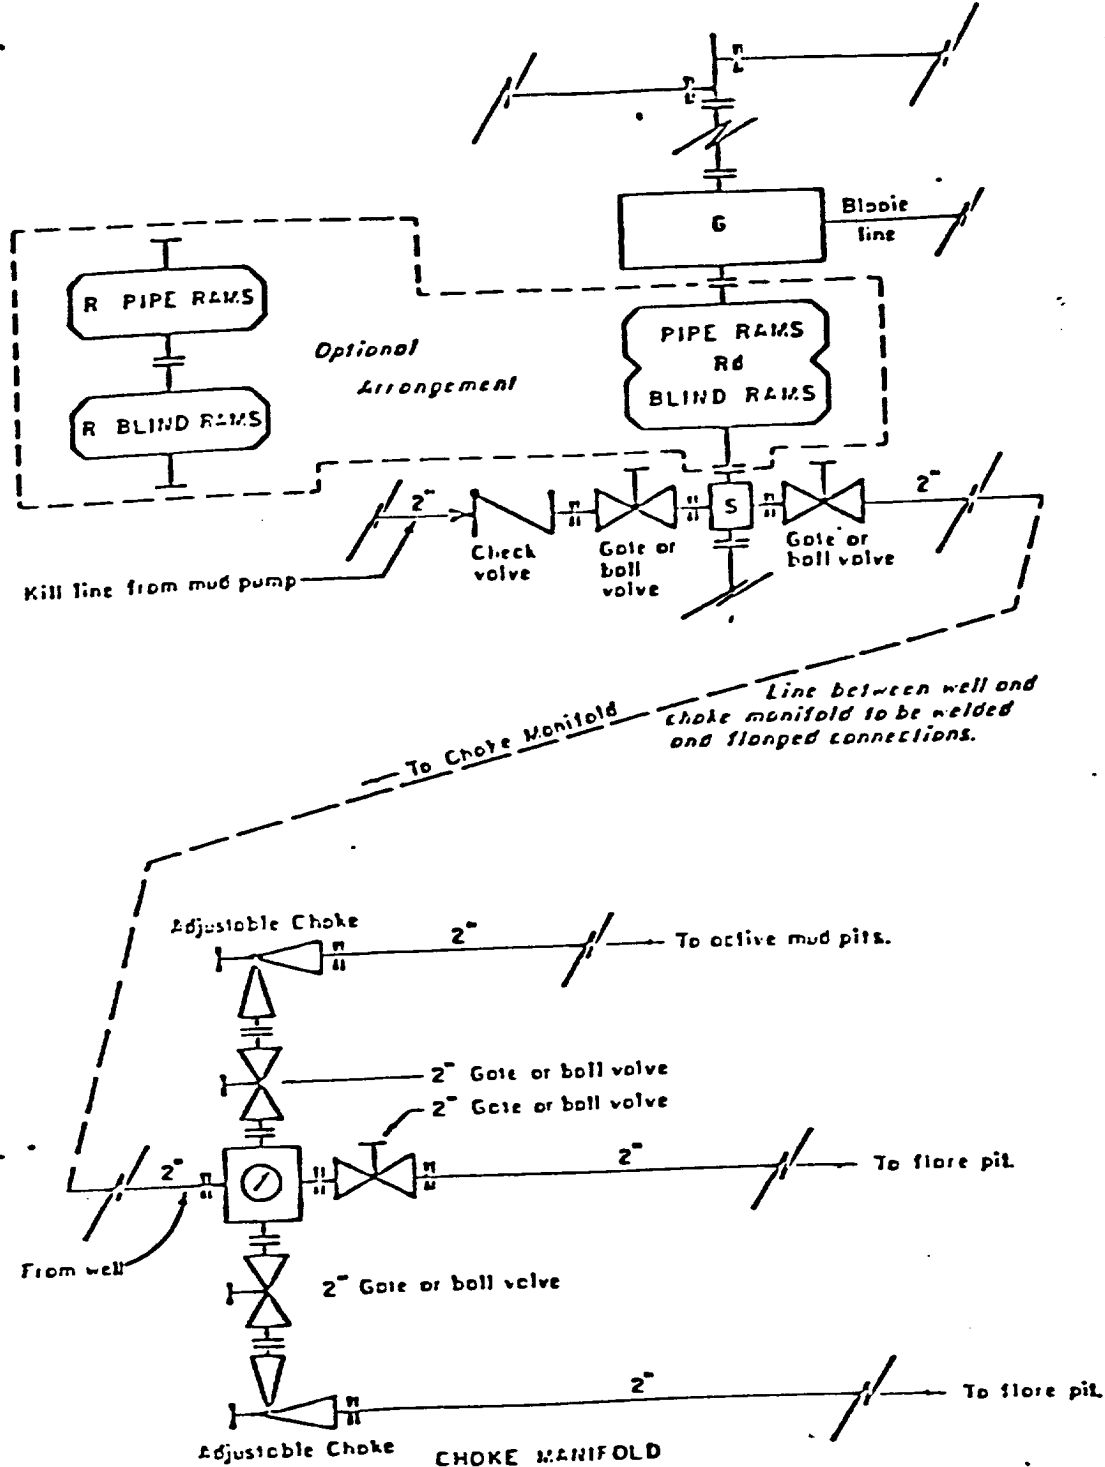 G
Blooie
line
R PIPE RAMS
PIPE RAMS
Rd
BLIND RAMS
Optional
Arrangement
R BLIND RAMS
2"
S
2"
Check
valve
Gate or
ball
valve
Gate or
ball valve
Kill line from mud pump
Line between well and
choke manifold to be welded
and flanged connections.
To Choke Manifold
Adjustable Choke
2"
To active mud pits.
2" Gate or ball valve
2" Gate or ball valve
2"
2"
To flare pit.
From well
2" Gate or ball valve
2"
To flare pit.
Adjustable Choke
CHOKE MANIFOLD